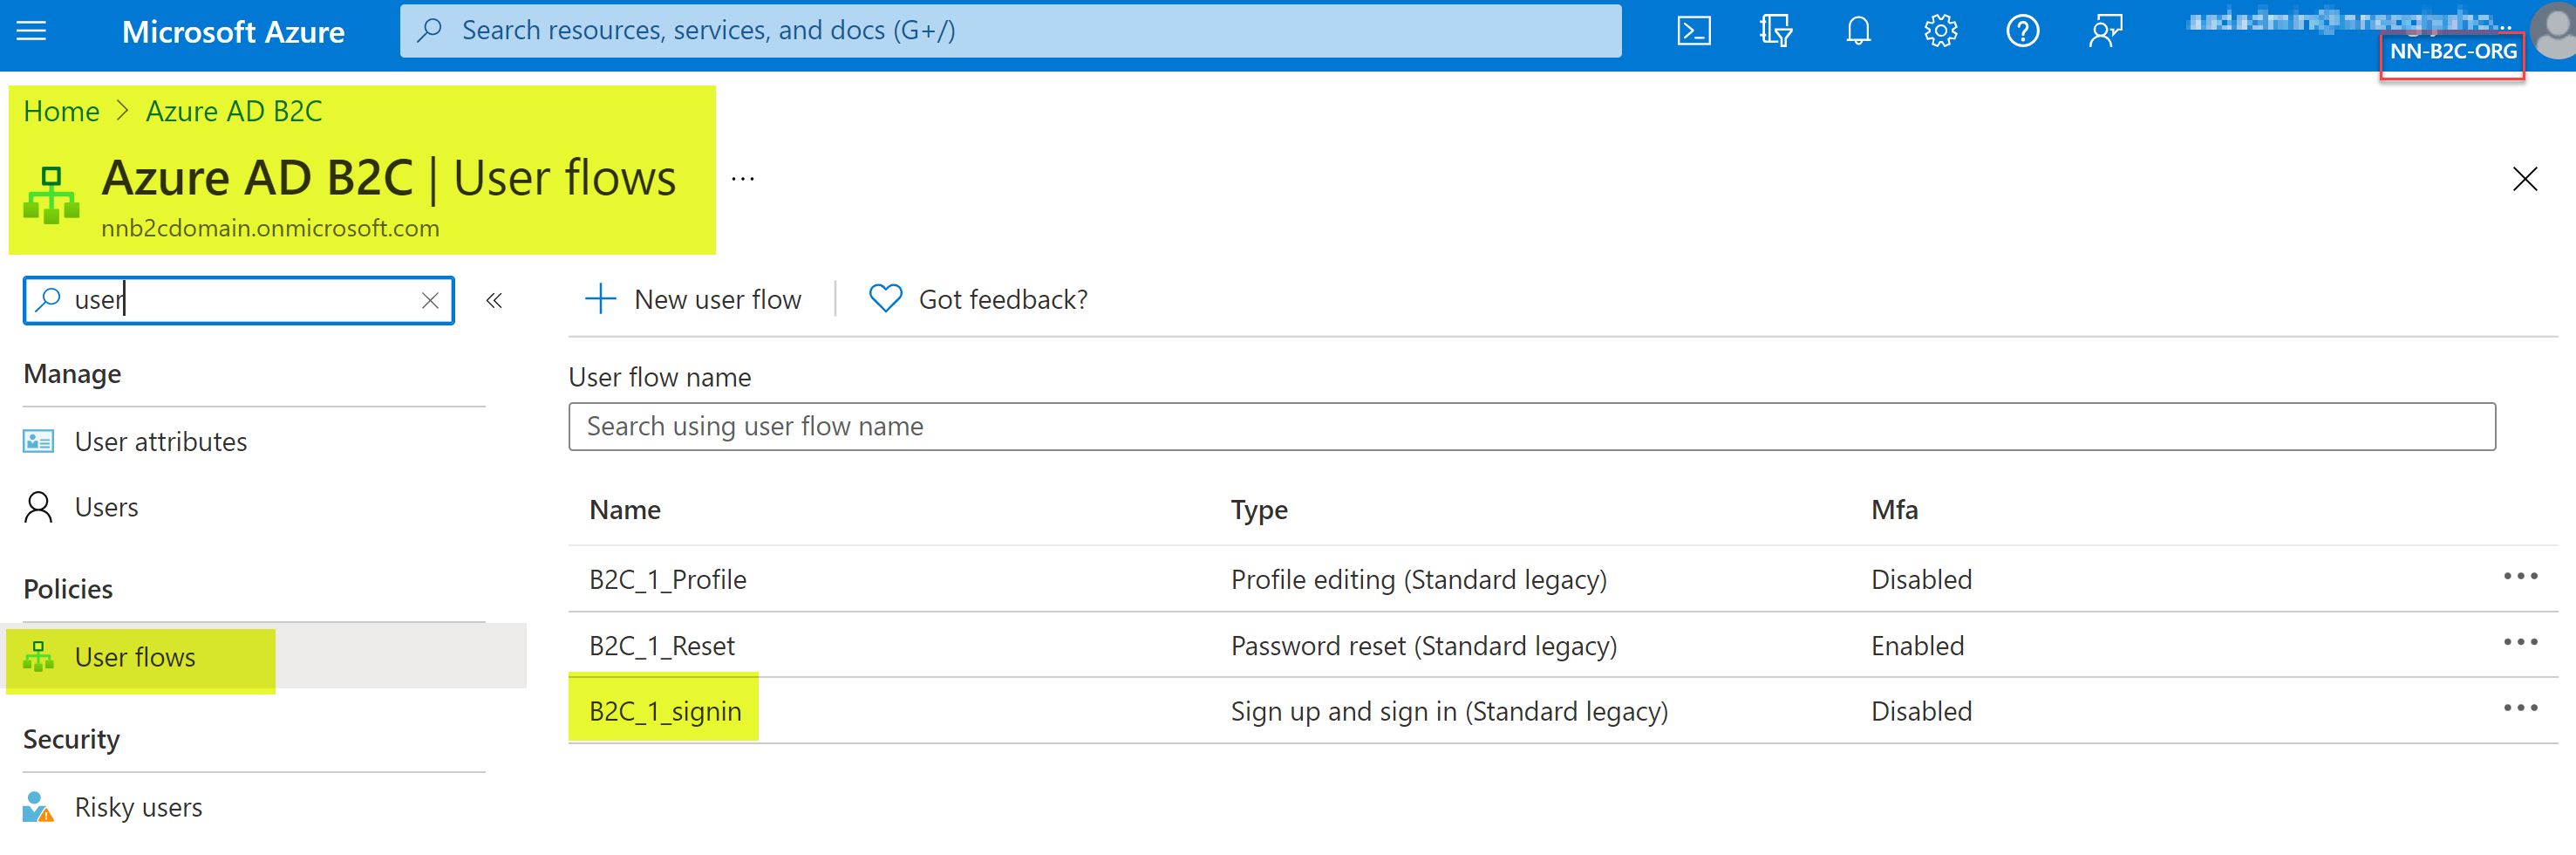 Microsoft Azure
Search resources, services, and docs (G+/)
NN-B2C-ORG
Home > Azure AD B2C
Azure AD B2C | User flows ...
nnb2cdomain.onmicrosoft.com
user
New user flow
Got feedback?
Manage
User attributes
Users
Policies
User flows
Security
Risky users
User flow name
Search using user flow name
Name Type Mfa
B2C_1_Profile Profile editing (Standard legacy) Disabled
B2C_1_Reset Password reset (Standard legacy) Enabled
B2C_1_signin Sign up and sign in (Standard legacy) Disabled